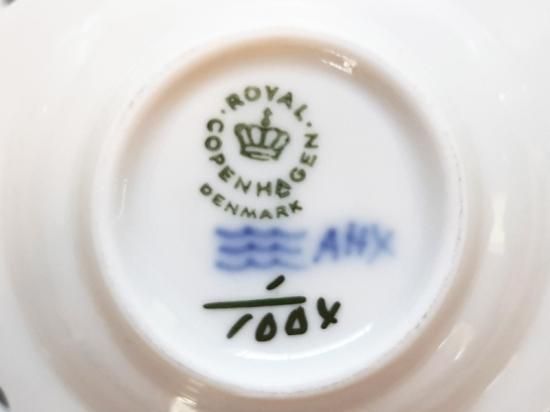 · ROYAL ·
COPENHAGEN
DENMARK
AHX
1
/100X